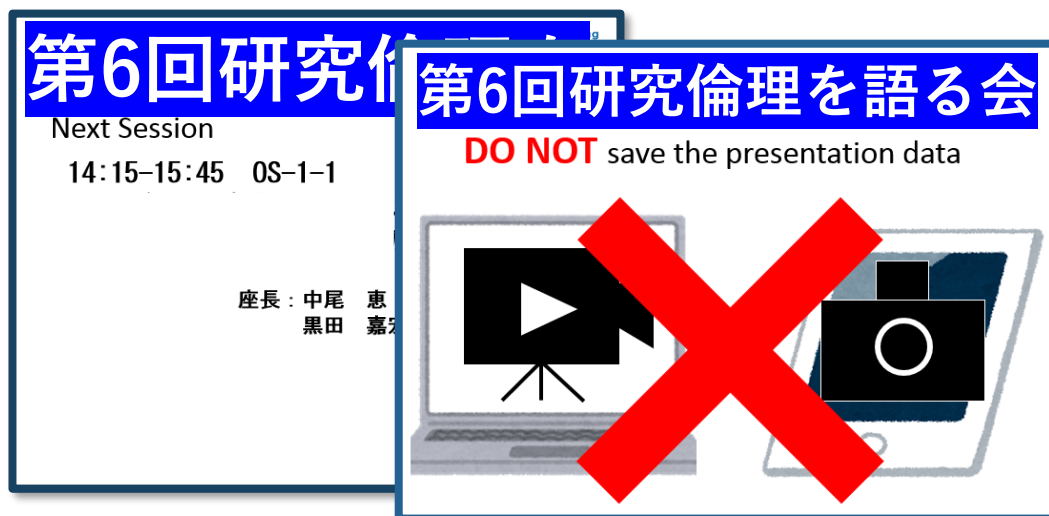 第6回研究倫
Next Session
14:15-15:45 OS-1-1
座長：中尾 恵
黒田 嘉
第6回研究倫理を語る会
DO NOT save the presentation data